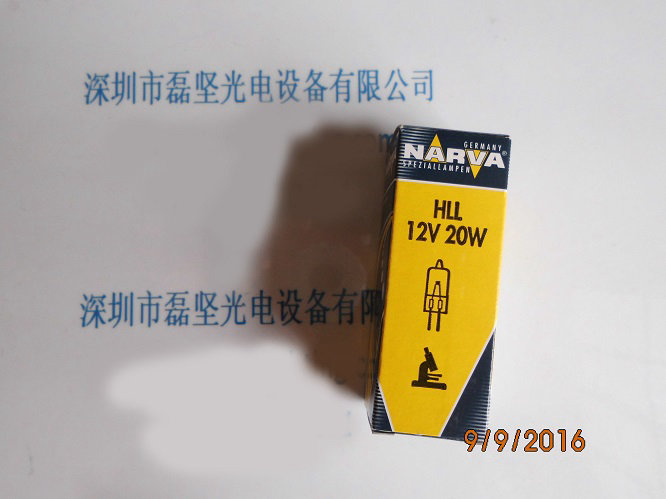 深圳市磊坚光电设备有限公司
m
GERMANY
NARVA®
SPEZIALLAMPEN
HLL
12V 20W
深圳市磊坚光电设备有
9/9/2016